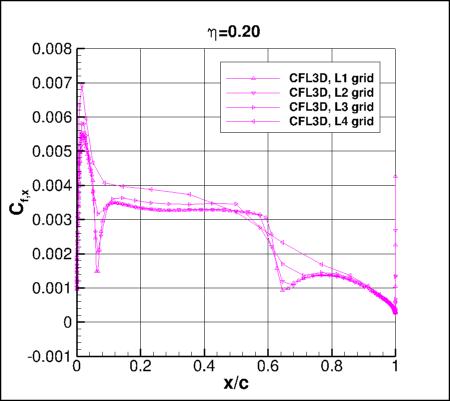 η=0.20
0.008
0.007
0.006
0.005
0.004
0.003
0.002
0.001
0
-0.001
C_f,x
CFL3D, L1 grid
CFL3D, L2 grid
CFL3D, L3 grid
CFL3D, L4 grid
0 0.2 0.4 0.6 0.8 1
x/c